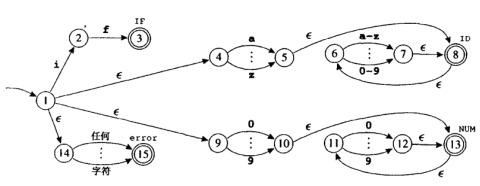 IF
2
f
3
i
a
4
⋮
5
z
ϵ
ϵ
a-z
6
⋮
7
0-9
ϵ
8
ID
ϵ
1
ϵ
ϵ
任何
14
⋮
15
error
字符
0
9
⋮
10
9
ϵ
0
11
⋮
12
9
ϵ
13
NUM
ϵ